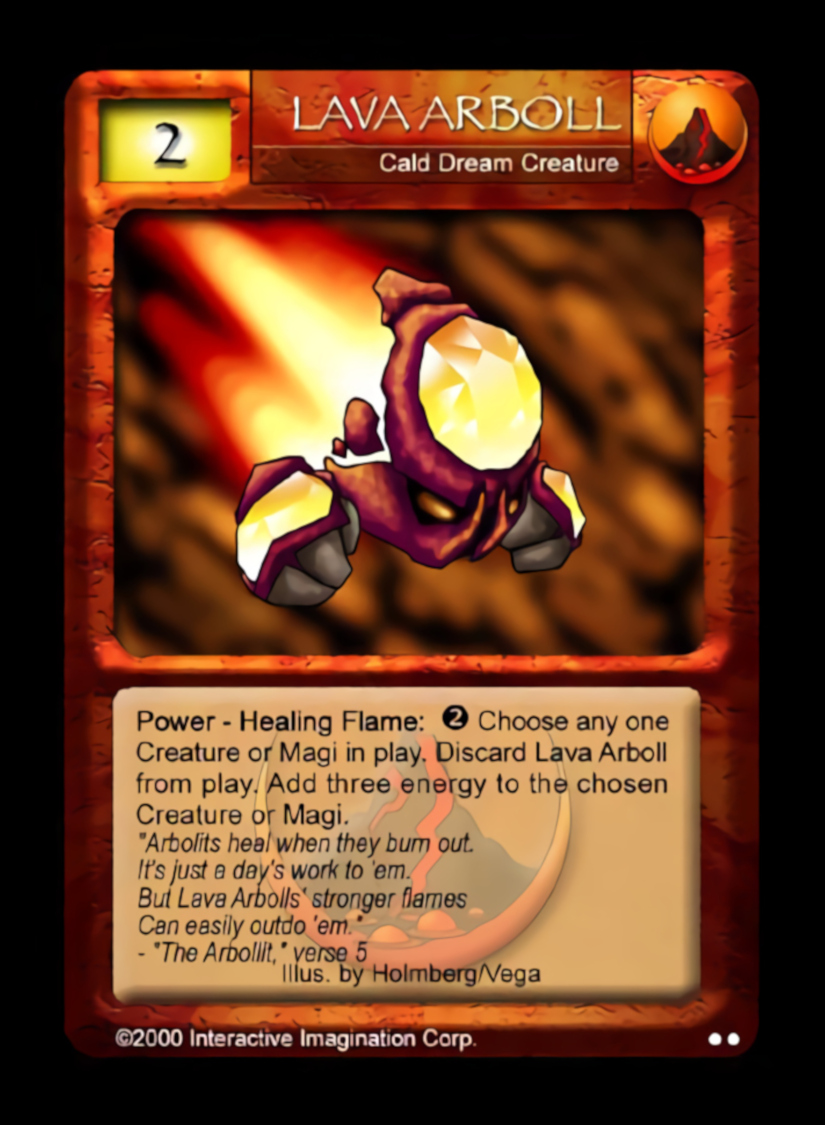 2
LAVA ARBOLL
Cald Dream Creature
Power - Healing Flame: ❷ Choose any one
Creature or Magi in play. Discard Lava Arboll
from play. Add three energy to the chosen
Creature or Magi.
"Arbolits heal when they burn out.
It's just a day's work to 'em.
But Lava Arbolls' stronger flames
Can easily outdo 'em."
- "The Arbollit," verse 5
Illus. by Holmberg/Vega
©2000 Interactive Imagination Corp.